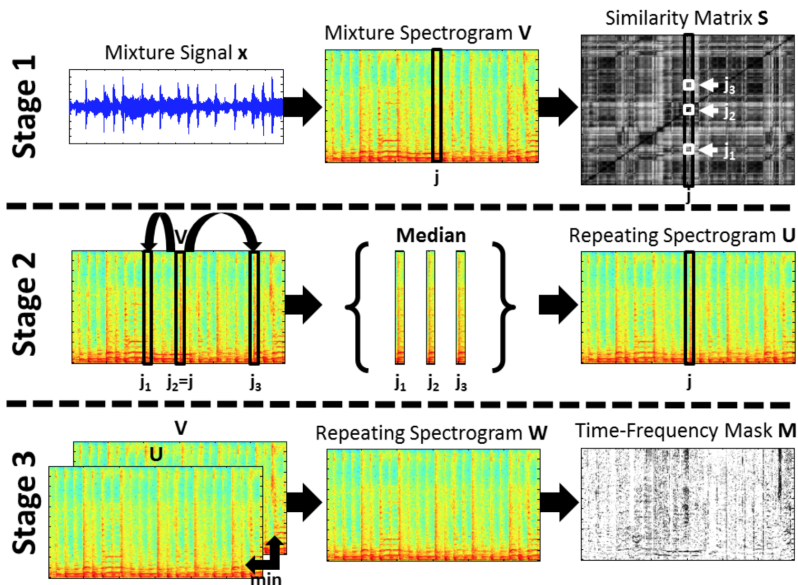 Stage 1
Mixture Signal x
Mixture Spectrogram V
j
Similarity Matrix S
j3
j2
j1
j
Stage 2
V
j1
j2=j
j3
Median
j1
j2
j3
Repeating Spectrogram U
j
Stage 3
V
U
min
Repeating Spectrogram W
Time-Frequency Mask M